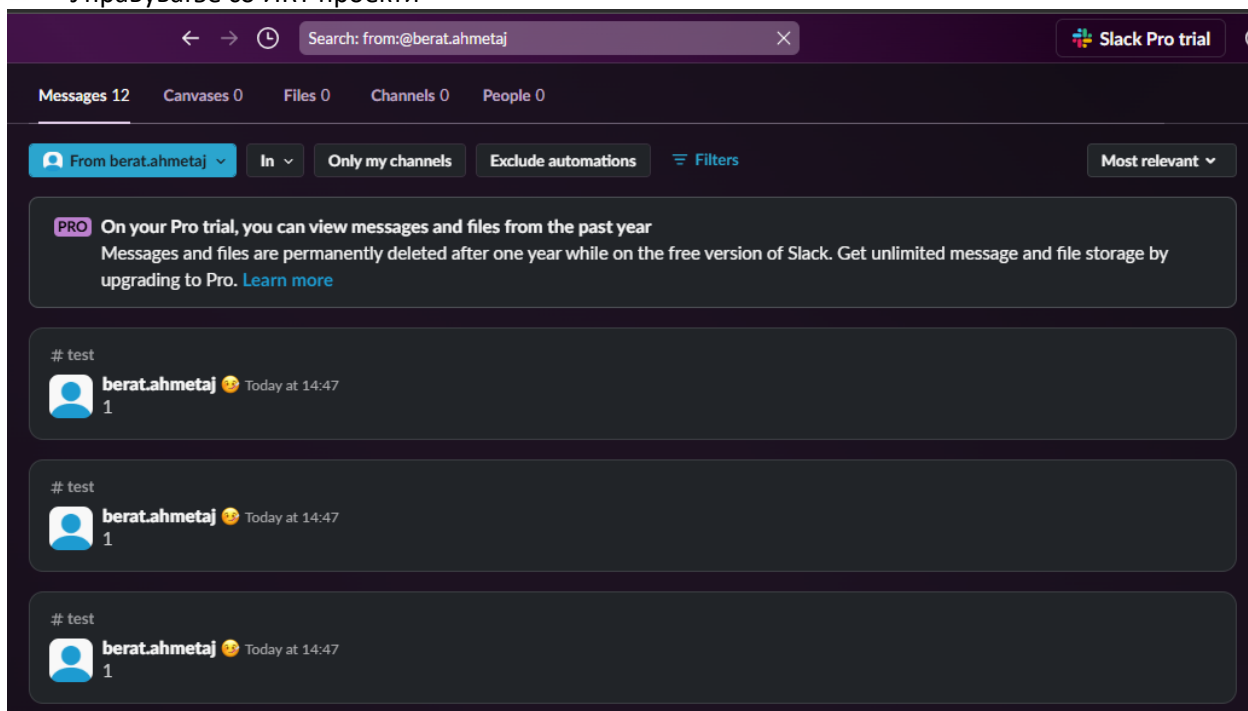 Управување со ИКТ проекти
Search: from:@berat.ahmetaj
Slack Pro trial
Messages 12 Canvases 0 Files 0 Channels 0 People 0
From berat.ahmetaj In Only my channels Exclude automations Filters Most relevant
PRO On your Pro trial, you can view messages and files from the past year
Messages and files are permanently deleted after one year while on the free version of Slack. Get unlimited message and file storage by
upgrading to Pro. Learn more
# test
berat.ahmetaj 🤒 Today at 14:47
1
# test
berat.ahmetaj 🤒 Today at 14:47
1
# test
berat.ahmetaj 🤒 Today at 14:47
1